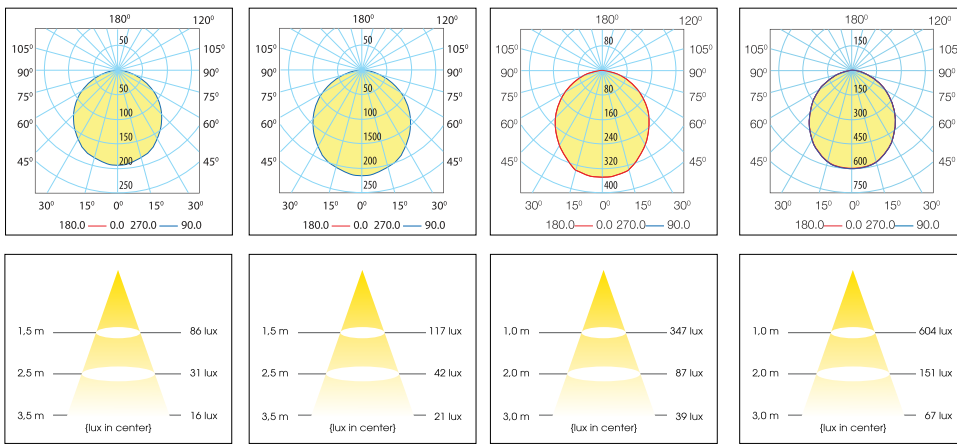 180⁰ 120⁰
50
105⁰ 105⁰
90⁰ 90⁰
50
75⁰ 75⁰
100
60⁰ 60⁰
150
45⁰ 200 45⁰
250
30⁰ 15⁰ 0⁰ 15⁰ 30⁰
180.0 0.0 270.0 90.0
180⁰ 120⁰
50
105⁰ 105⁰
90⁰ 90⁰
50
75⁰ 75⁰
100
60⁰ 60⁰
1500
45⁰ 200 45⁰
250
30⁰ 15⁰ 0⁰ 15⁰ 30⁰
180.0 0.0 270.0 90.0
180⁰ 120⁰
80
105⁰ 105⁰
90⁰ 90⁰
80
75⁰ 75⁰
160
60⁰ 60⁰
240
45⁰ 320 45⁰
400
30⁰ 15⁰ 0⁰ 15⁰ 30⁰
180.0 0.0 270.0 90.0
180⁰ 120⁰
150
105⁰ 105⁰
90⁰ 90⁰
150
75⁰ 75⁰
300
60⁰ 60⁰
450
45⁰ 600 45⁰
750
30⁰ 15⁰ 0⁰ 15⁰ 30⁰
180.0 0.0 270.0 90.0
1,5 m 86 lux
2,5 m 31 lux
3,5 m 16 lux
{lux in center}
1,5 m 117 lux
2,5 m 42 lux
3,5 m 21 lux
{lux in center}
1,0 m 347 lux
2,0 m 87 lux
3,0 m 39 lux
{lux in center}
1,0 m 604 lux
2,0 m 151 lux
3,0 m 67 lux
{lux in center}